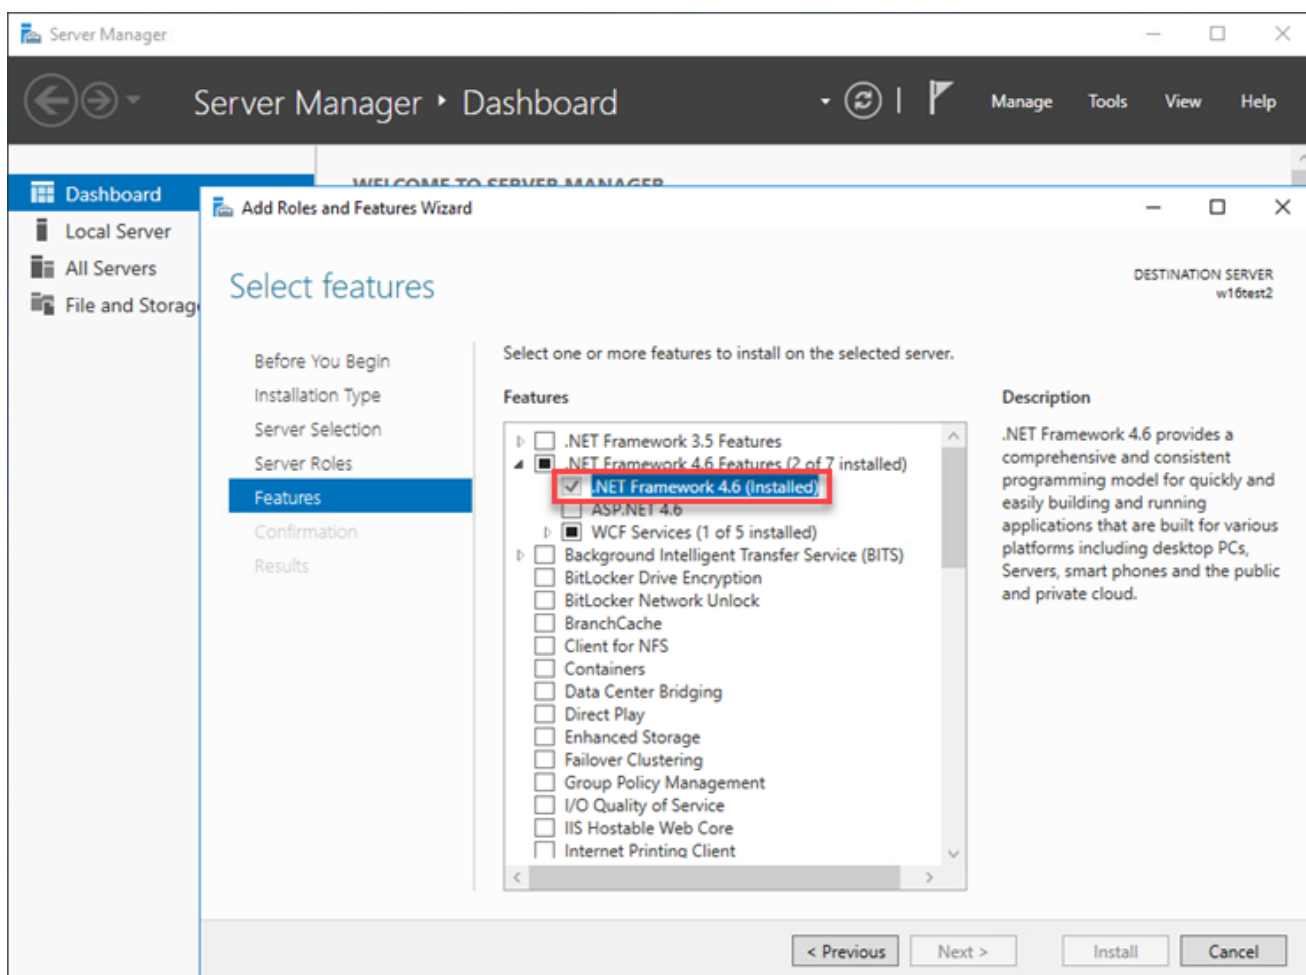 Server Manager
Server Manager • Dashboard
Manage Tools View Help
WELCOME TO SERVER MANAGER
Dashboard
Local Server
All Servers
File and Storag
Add Roles and Features Wizard
Select features
DESTINATION SERVER
w16test2
Before You Begin
Installation Type
Server Selection
Server Roles
Features
Confirmation
Results
Select one or more features to install on the selected server.
Features
.NET Framework 3.5 Features
.NET Framework 4.6 Features (2 of 7 installed)
.NET Framework 4.6 (Installed)
ASP.NET 4.6
WCF Services (1 of 5 installed)
Background Intelligent Transfer Service (BITS)
BitLocker Drive Encryption
BitLocker Network Unlock
BranchCache
Client for NFS
Containers
Data Center Bridging
Direct Play
Enhanced Storage
Failover Clustering
Group Policy Management
I/O Quality of Service
IIS Hostable Web Core
Internet Printing Client
Description
.NET Framework 4.6 provides a
comprehensive and consistent
programming model for quickly and
easily building and running
applications that are built for various
platforms including desktop PCs,
Servers, smart phones and the public
and private cloud.
< Previous
Next >
Install
Cancel